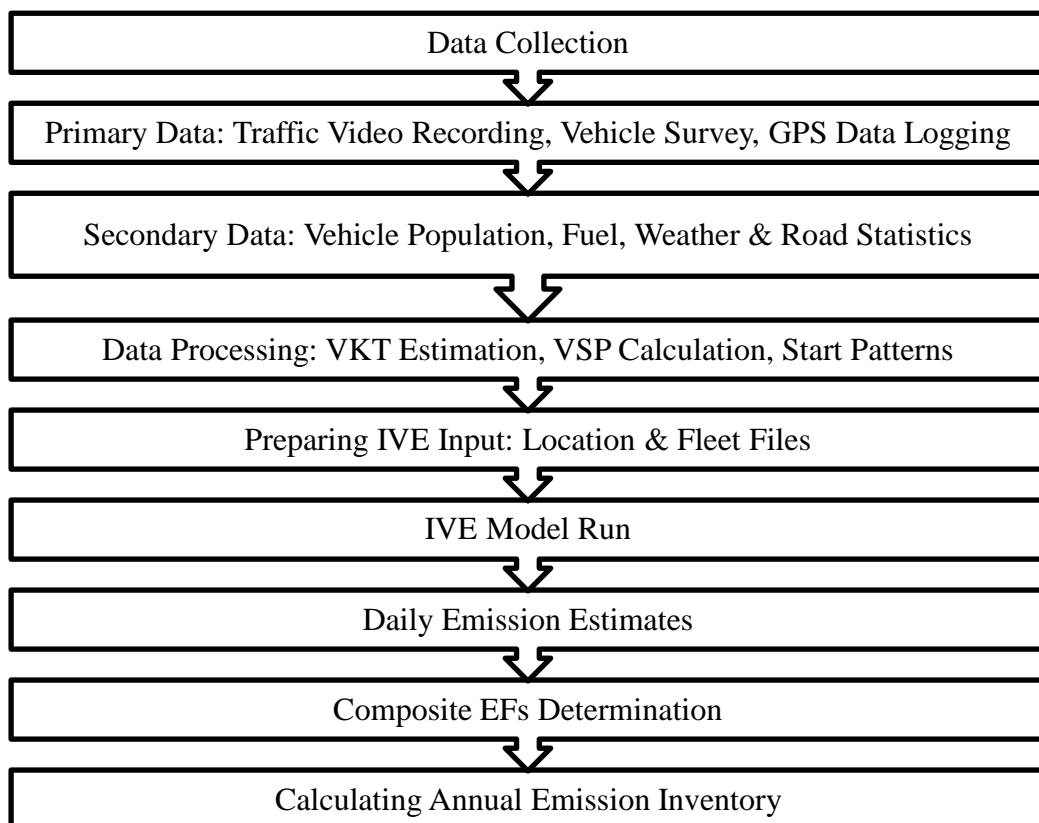 Data Collection
Primary Data: Traffic Video Recording, Vehicle Survey, GPS Data Logging
Secondary Data: Vehicle Population, Fuel, Weather & Road Statistics
Data Processing: VKT Estimation, VSP Calculation, Start Patterns
Preparing IVE Input: Location & Fleet Files
IVE Model Run
Daily Emission Estimates
Composite EFs Determination
Calculating Annual Emission Inventory